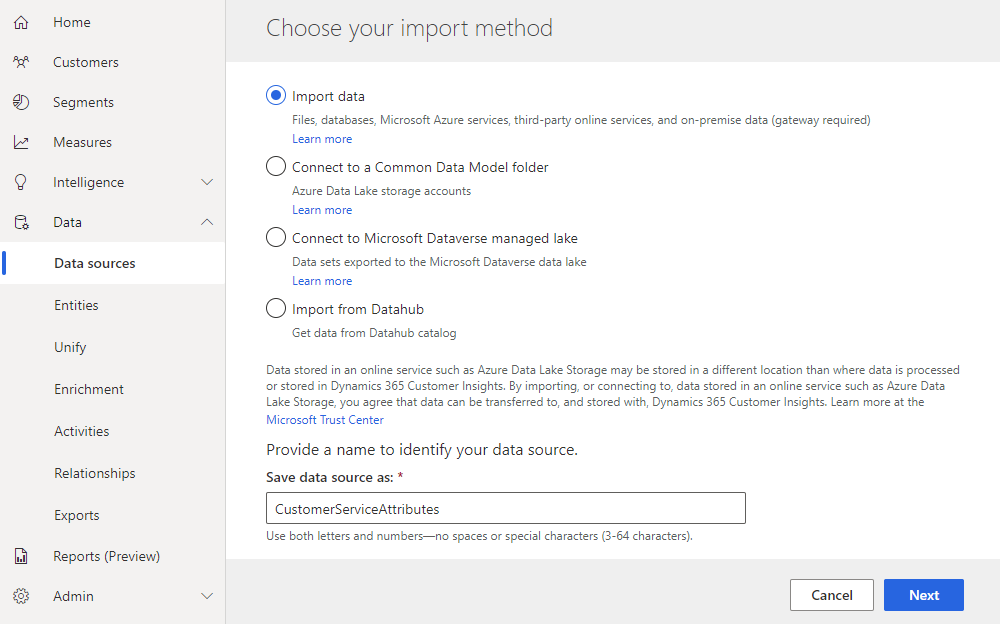 Home
Customers
Segments
Measures
Intelligence
Data
Data sources
Entities
Unify
Enrichment
Activities
Relationships
Exports
Reports (Preview)
Admin
Choose your import method
Import data
Files, databases, Microsoft Azure services, third-party online services, and on-premise data (gateway required)
Learn more
Connect to a Common Data Model folder
Azure Data Lake storage accounts
Learn more
Connect to Microsoft Dataverse managed lake
Data sets exported to the Microsoft Dataverse data lake
Learn more
Import from Datahub
Get data from Datahub catalog
Data stored in an online service such as Azure Data Lake Storage may be stored in a different location than where data is processed
or stored in Dynamics 365 Customer Insights. By importing, or connecting to, data stored in an online service such as Azure Data
Lake Storage, you agree that data can be transferred to, and stored with, Dynamics 365 Customer Insights. Learn more at the
Microsoft Trust Center
Provide a name to identify your data source.
Save data source as: *
CustomerServiceAttributes
Use both letters and numbers—no spaces or special characters (3-64 characters).
Cancel
Next